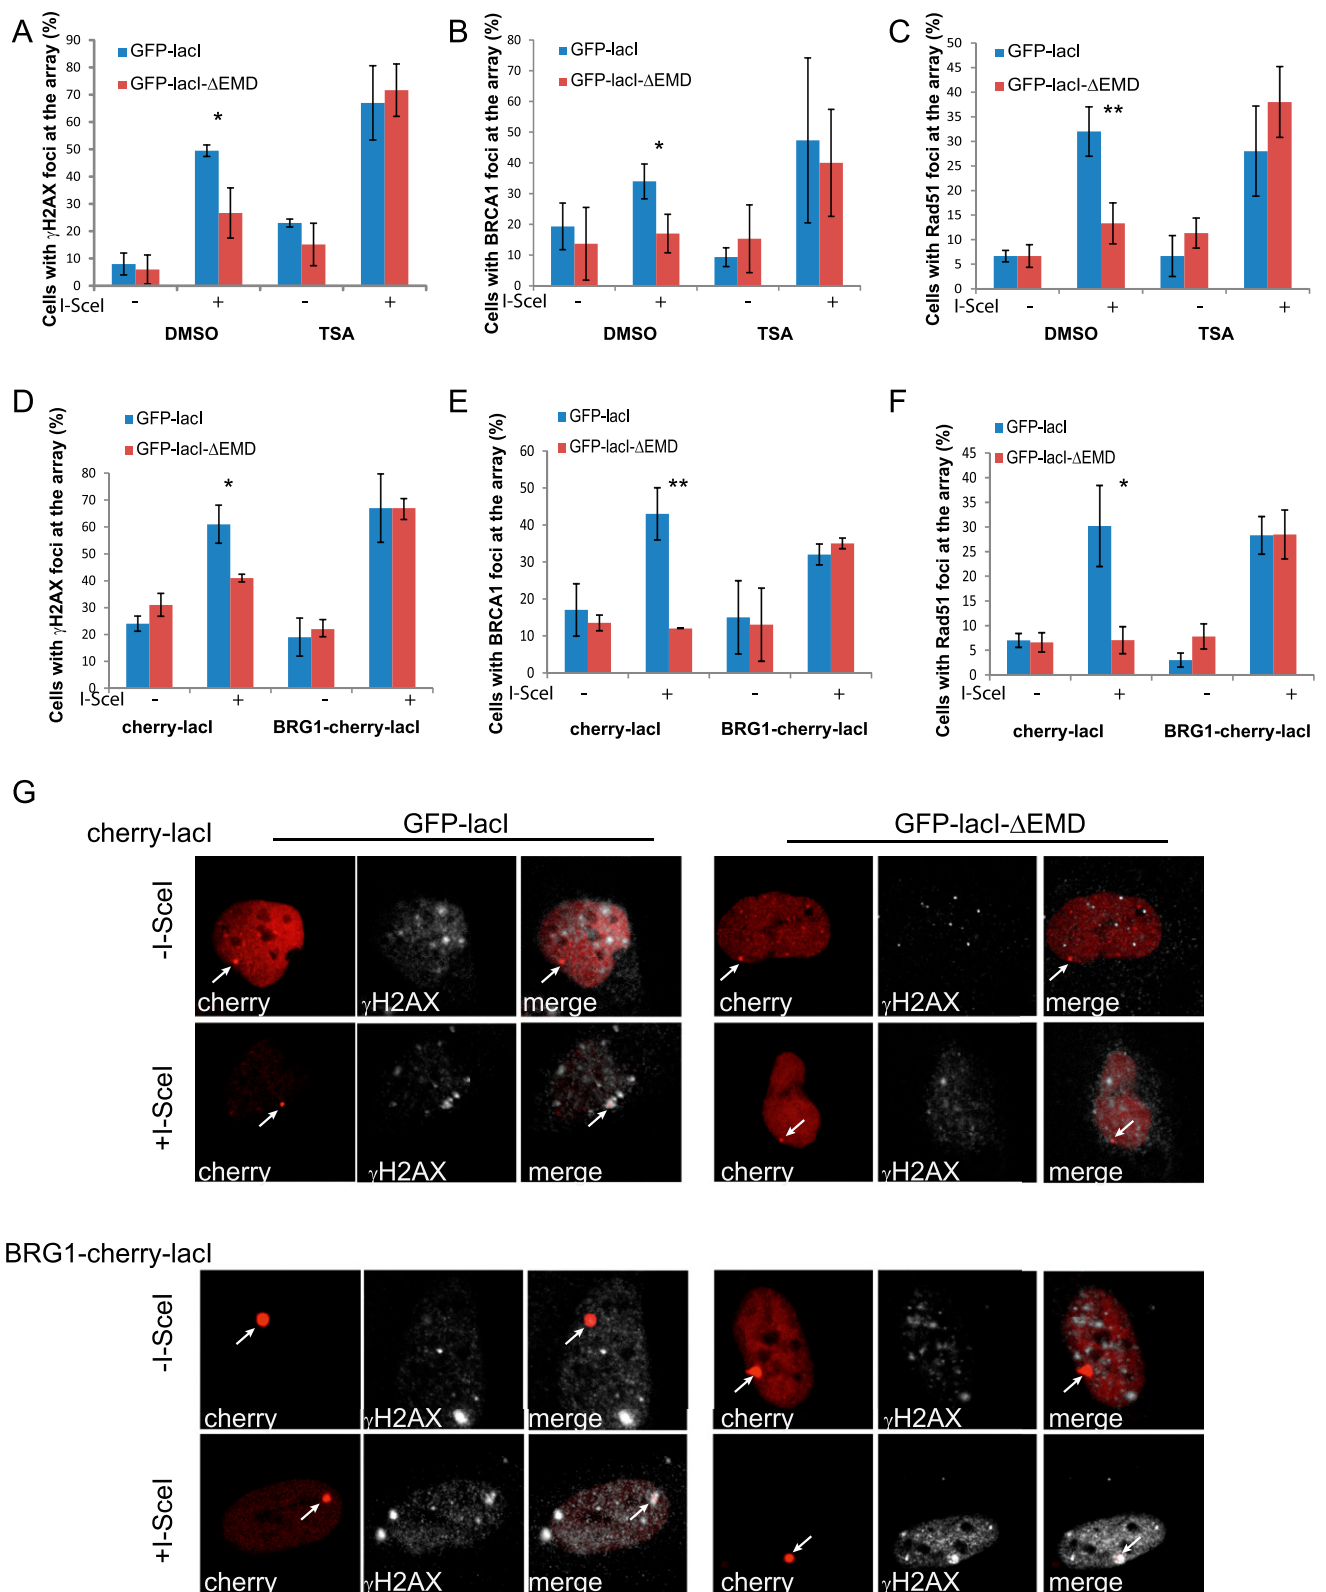 A
Cells with γH2AX foci at the array (%)
90
80
70
60
50
40
30
20
10
0
GFP-lacI
GFP-lacI-ΔEMD
*
I-SceI - + - +
DMSO TSA
B
Cells with BRCA1 foci at the array (%)
80
70
60
50
40
30
20
10
0
GFP-lacI
GFP-lacI-ΔEMD
*
I-SceI - + - +
DMSO TSA
C
Cells with Rad51 foci at the array (%)
50
45
40
35
30
25
20
15
10
5
0
GFP-lacI
GFP-lacI-ΔEMD
**
I-SceI - + - +
DMSO TSA
D
Cells with γH2AX foci at the array (%)
80
70
60
50
40
30
20
10
0
GFP-lacI
GFP-lacI-ΔEMD
*
I-SceI - + - +
cherry-lacI BRG1-cherry-lacI
E
Cells with BRCA1 foci at the array (%)
60
50
40
30
20
10
0
GFP-lacI
GFP-lacI-ΔEMD
**
I-SceI - + - +
cherry-lacI BRG1-cherry-lacI
F
Cells with Rad51 foci at the array (%)
45
40
35
30
25
20
15
10
5
0
GFP-lacI
GFP-lacI-ΔEMD
*
I-SceI - + - +
cherry-lacI BRG1-cherry-lacI
G
cherry-lacI GFP-lacI GFP-lacI-ΔEMD
-I-SceI
cherry γH2AX merge cherry γH2AX merge
+I-SceI
cherry γH2AX merge cherry γH2AX merge
BRG1-cherry-lacI
-I-SceI
cherry γH2AX merge cherry γH2AX merge
+I-SceI
cherry γH2AX merge cherry γH2AX merge